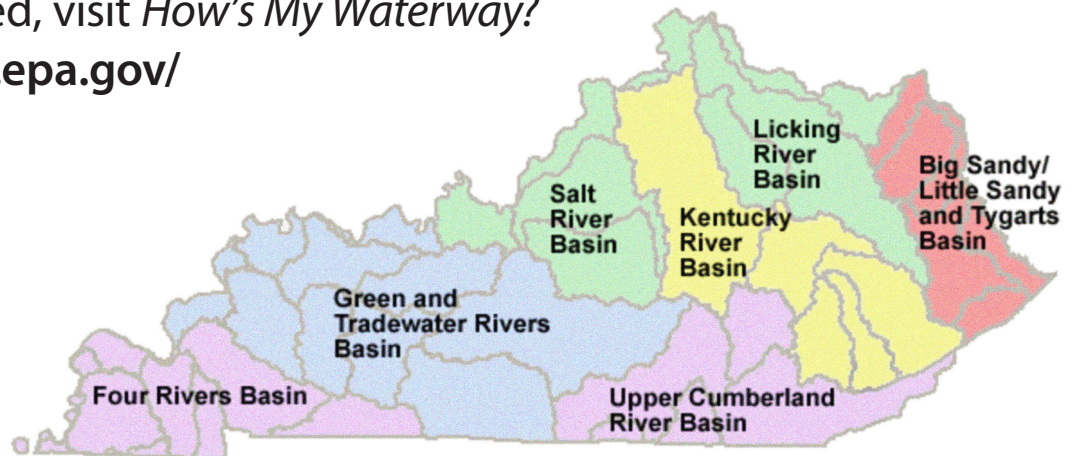 ed, visit How's My Waterway?
.epa.gov/
Licking
River
Basin
Big Sandy/
Little Sandy
and Tygarts
Basin
Salt
River
Basin
Kentucky
River
Basin
Green and
Tradewater Rivers
Basin
Four Rivers Basin
Upper Cumberland
River Basin